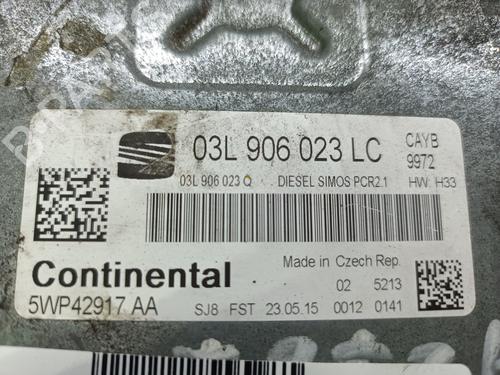 03L 906 023 LC
CAYB
9972
03L 906 023 Q DIESEL SIMOS PCR2.1 HW: H33
Continental
Made in Czech Rep.
02 5213
5WP42917 AA
SJ8 FST 23.05.15 0012 0141